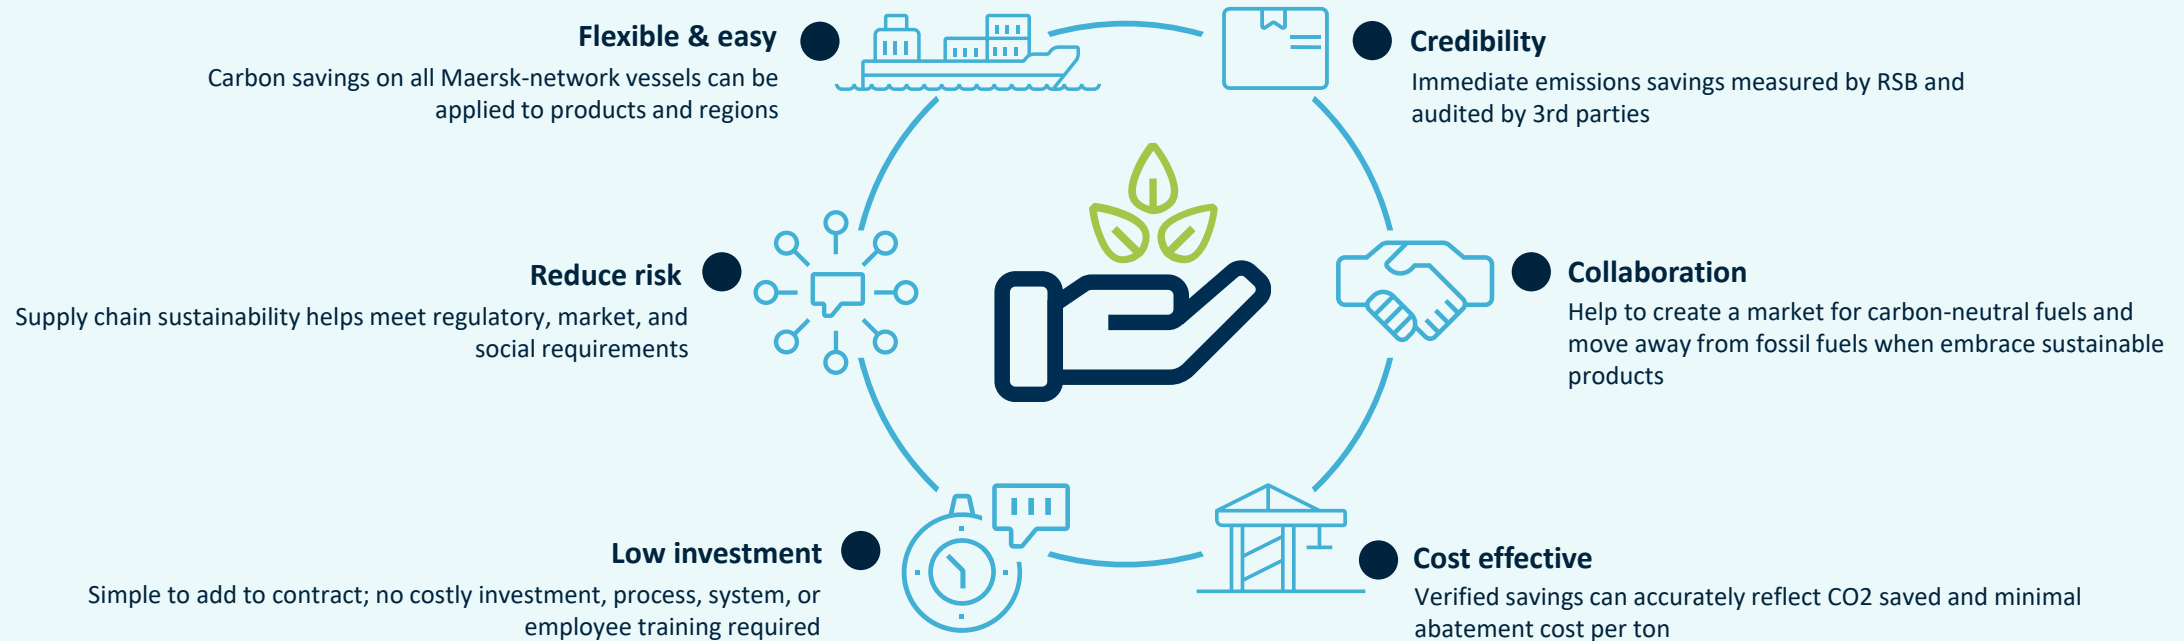 Flexible & easy
Carbon savings on all Maersk-network vessels can be
applied to products and regions
Credibility
Immediate emissions savings measured by RSB and
audited by 3rd parties
Reduce risk
Supply chain sustainability helps meet regulatory, market, and
social requirements
Collaboration
Help to create a market for carbon-neutral fuels and
move away from fossil fuels when embrace sustainable
products
Low investment
Simple to add to contract; no costly investment, process, system, or
employee training required
Cost effective
Verified savings can accurately reflect CO2 saved and minimal
abatement cost per ton